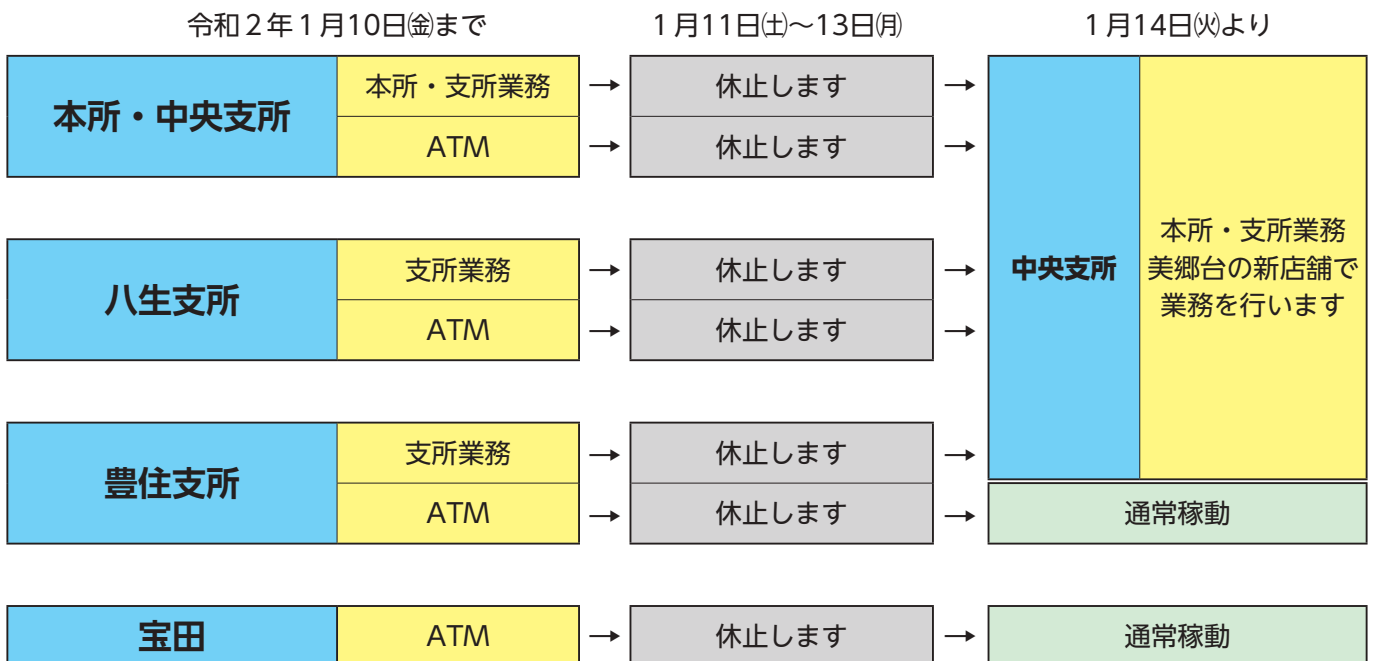 令和２年１月10日㈮まで
１月11日㈯～13日㈪
１月14日㈫より
本所・中央支所
本所・支所業務
→
休止します
→
ATM
→
休止します
→
八生支所
支所業務
→
休止します
→
ATM
→
休止します
→
中央支所
本所・支所業務
美郷台の新店舗で
業務を行います
豊住支所
支所業務
→
休止します
→
ATM
→
休止します
→
通常稼動
宝田
ATM
→
休止します
→
通常稼動